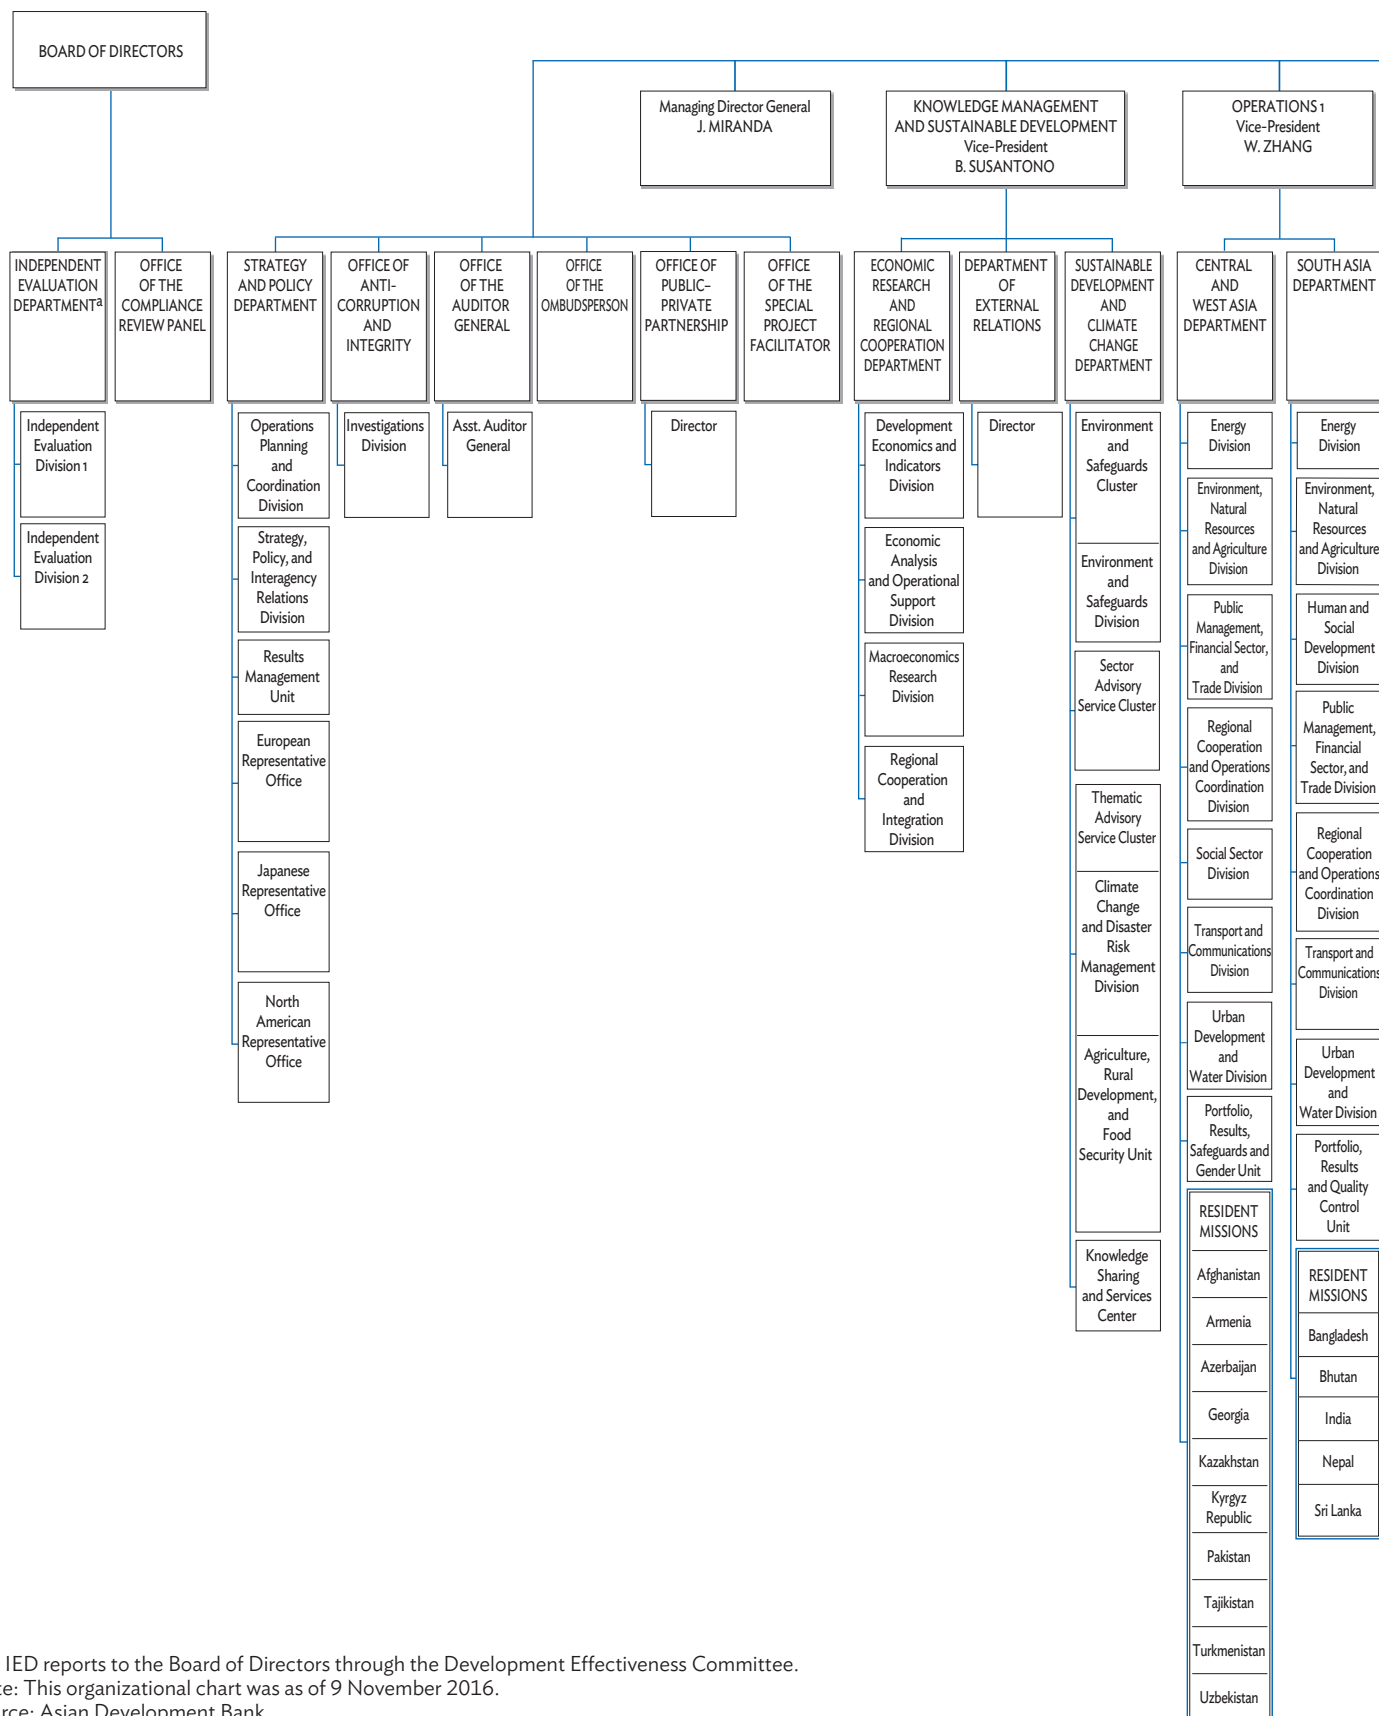 BOARD OF DIRECTORS
Managing Director General
J. MIRANDA
KNOWLEDGE MANAGEMENT
AND SUSTAINABLE DEVELOPMENT
Vice-President
B. SUSANTONO
OPERATIONS 1
Vice-President
W. ZHANG
INDEPENDENT
EVALUATION
DEPARTMENTᵃ
OFFICE
OF THE
COMPLIANCE
REVIEW PANEL
STRATEGY
AND POLICY
DEPARTMENT
OFFICE OF
ANTI-
CORRUPTION
AND
INTEGRITY
OFFICE
OF THE
AUDITOR
GENERAL
OFFICE
OF THE
OMBUDSPERSON
OFFICE OF
PUBLIC–
PRIVATE
PARTNERSHIP
OFFICE
OF THE
SPECIAL
PROJECT
FACILITATOR
ECONOMIC
RESEARCH
AND
REGIONAL
COOPERATION
DEPARTMENT
DEPARTMENT
OF
EXTERNAL
RELATIONS
SUSTAINABLE
DEVELOPMENT
AND
CLIMATE
CHANGE
DEPARTMENT
CENTRAL
AND
WEST ASIA
DEPARTMENT
SOUTH ASIA
DEPARTMENT
Independent
Evaluation
Division 1
Independent
Evaluation
Division 2
Operations
Planning
and
Coordination
Division
Strategy,
Policy, and
Interagency
Relations
Division
Results
Management
Unit
European
Representative
Office
Japanese
Representative
Office
North
American
Representative
Office
Investigations
Division
Asst. Auditor
General
Director
Development
Economics and
Indicators
Division
Economic
Analysis
and Operational
Support
Division
Macroeconomics
Research
Division
Regional
Cooperation
and
Integration
Division
Director
Environment
and
Safeguards
Cluster
Environment
and
Safeguards
Division
Sector
Advisory
Service Cluster
Thematic
Advisory
Service Cluster
Climate
Change
and Disaster
Risk
Management
Division
Agriculture,
Rural
Development,
and
Food
Security Unit
Knowledge
Sharing
and Services
Center
Energy
Division
Environment,
Natural
Resources
and Agriculture
Division
Public
Management,
Financial Sector,
and
Trade Division
Regional
Cooperation
and Operations
Coordination
Division
Social Sector
Division
Transport and
Communications
Division
Urban
Development
and
Water Division
Portfolio,
Results,
Safeguards and
Gender Unit
RESIDENT
MISSIONS
Afghanistan
Armenia
Azerbaijan
Georgia
Kazakhstan
Kyrgyz
Republic
Pakistan
Tajikistan
Turkmenistan
Uzbekistan
Energy
Division
Environment,
Natural
Resources
and Agriculture
Division
Human and
Social
Development
Division
Public
Management,
Financial
Sector, and
Trade Division
Regional
Cooperation
and Operations
Coordination
Division
Transport and
Communications
Division
Urban
Development
and
Water Division
Portfolio,
Results
and Quality
Control
Unit
RESIDENT
MISSIONS
Bangladesh
Bhutan
India
Nepal
Sri Lanka
IED reports to the Board of Directors through the Development Effectiveness Committee.
This organizational chart was as of 9 November 2016.
Asian Development Bank